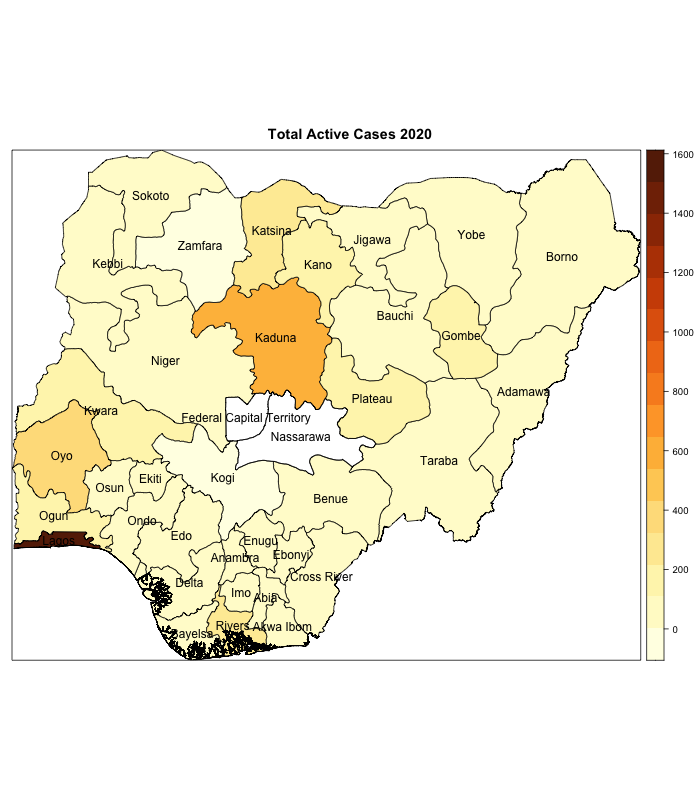 Total Active Cases 2020
1600
1400
1200
1000
800
600
400
200
0
Sokoto
Zamfara
Katsina
Jigawa
Yobe
Borno
Kebbi
Kano
Bauchi
Gombe
Kaduna
Niger
Adamawa
Plateau
Kwara
Federal Capital Territory
Nassarawa
Oyo
Taraba
Ekiti
Kogi
Osun
Benue
Ogun
Ondo
Edo
Lagos
Enugu
Anambra
Ebonyi
Cross River
Delta
Imo
Abia
Rivers
Akwa Ibom
Bayelsa